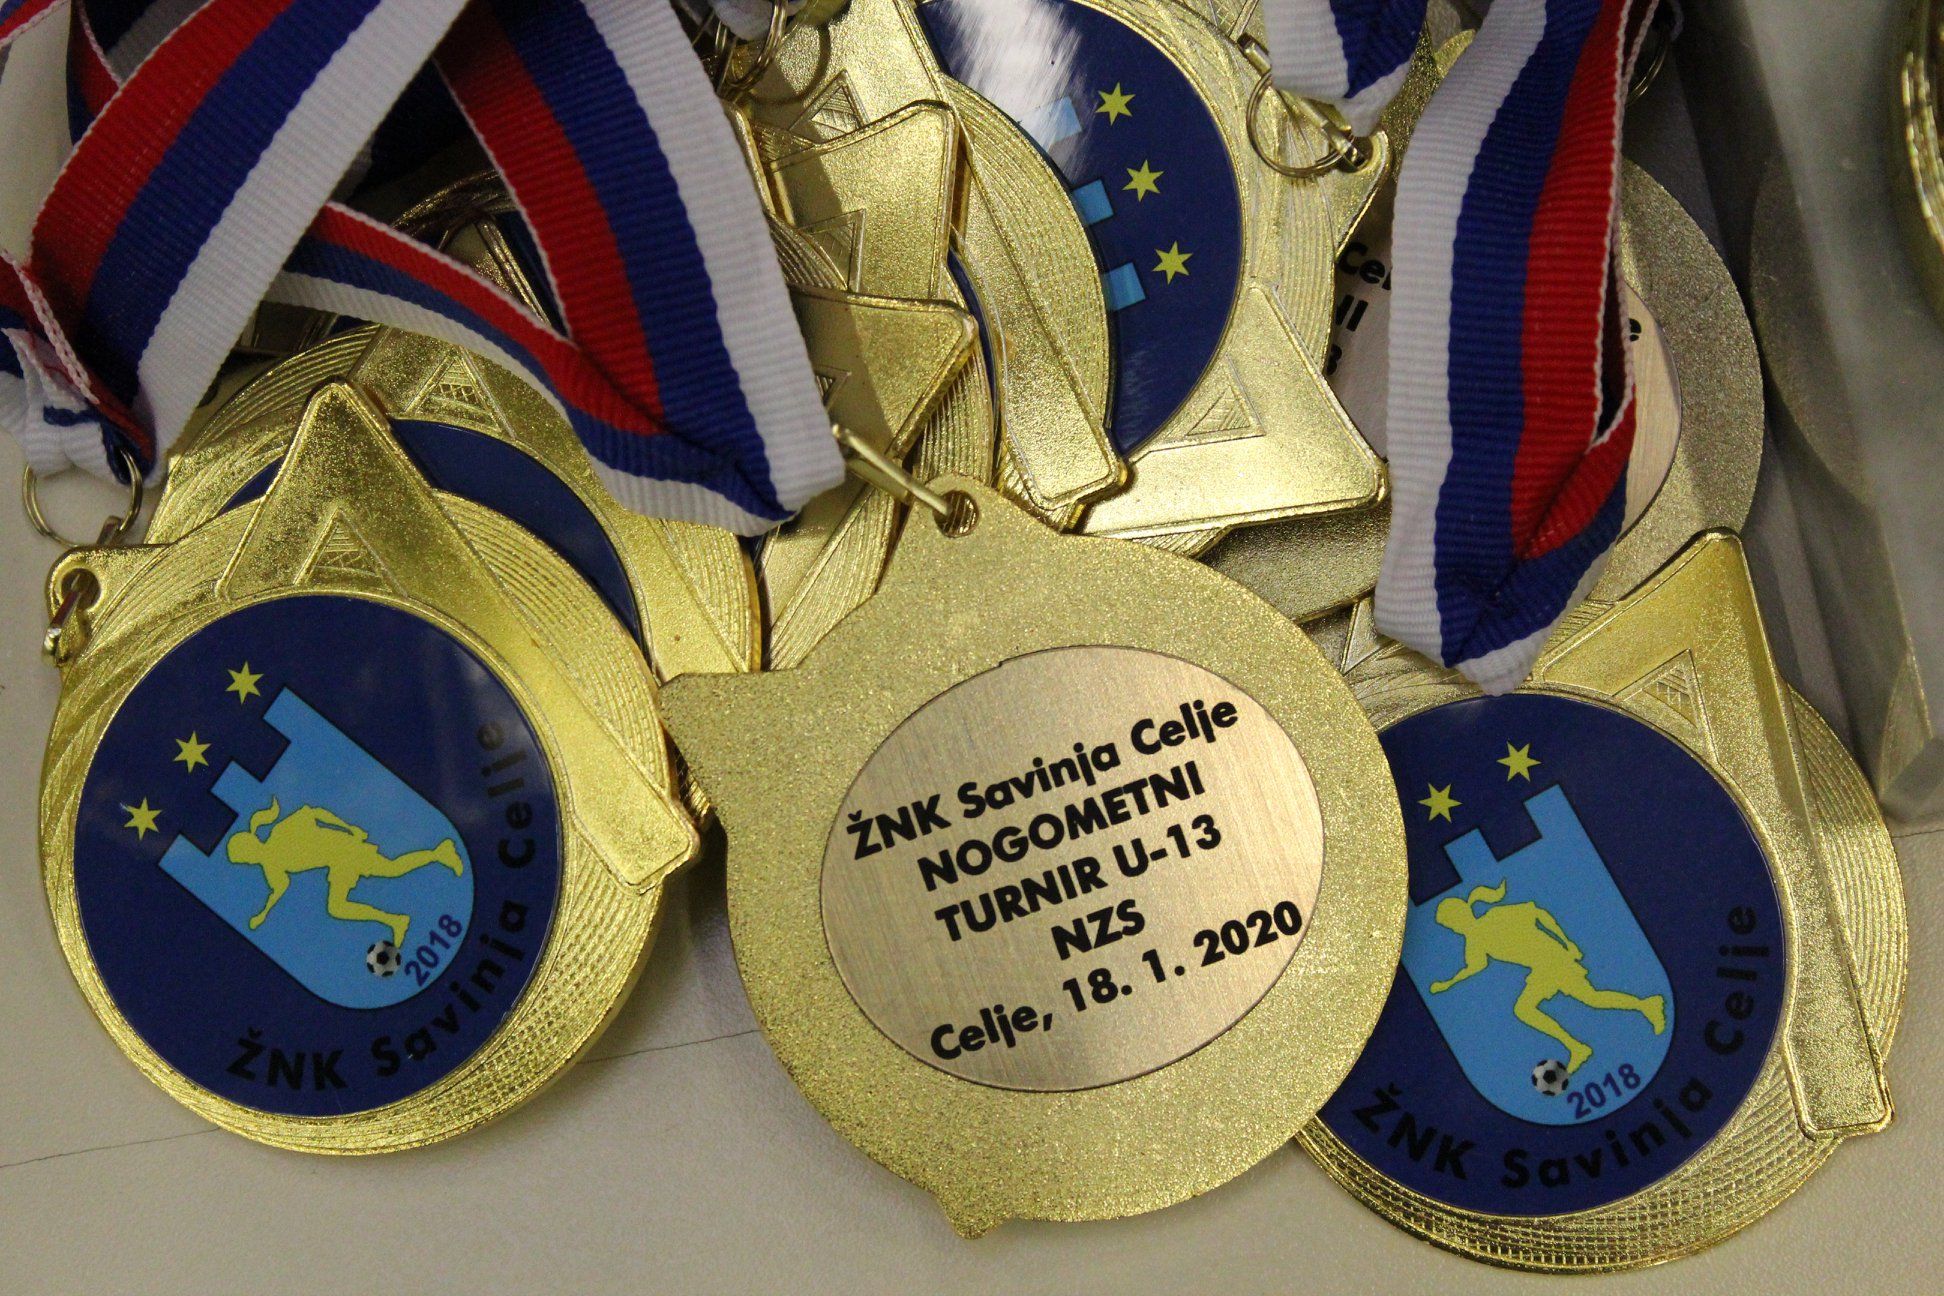 2018
ŽNK Savinja Celje
ŽNK Savinja Celje
NOGOMETNI
TURNIR U-13
NZS
Celje, 18. 1. 2020
2018
ŽNK Savinja Celje